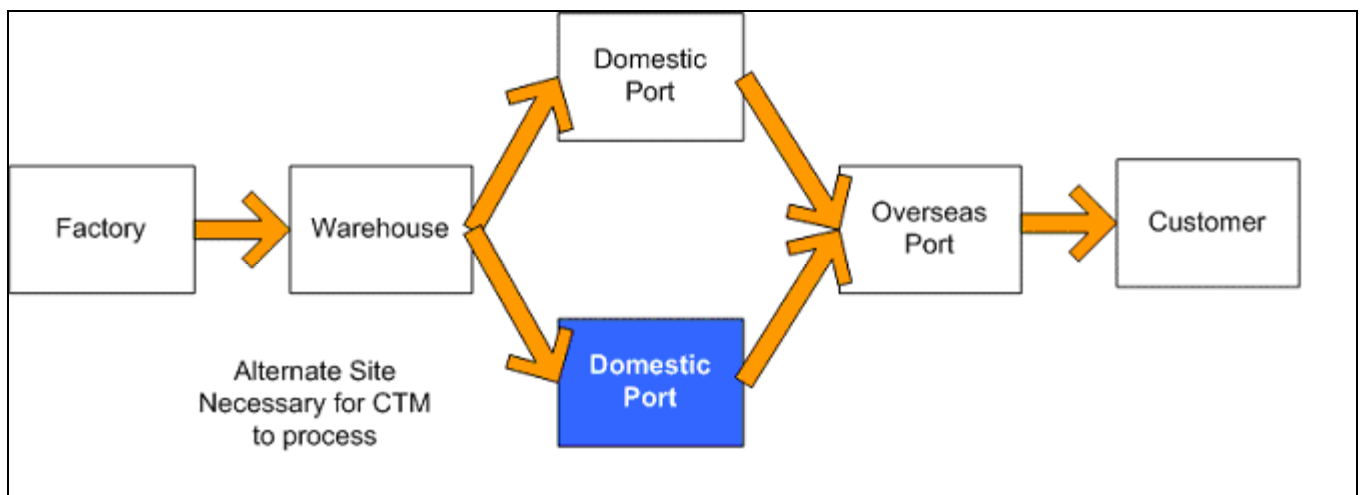 Domestic
Port
Factory
Warehouse
Overseas
Port
Customer
Alternate Site
Necessary for CTM
to process
Domestic
Port